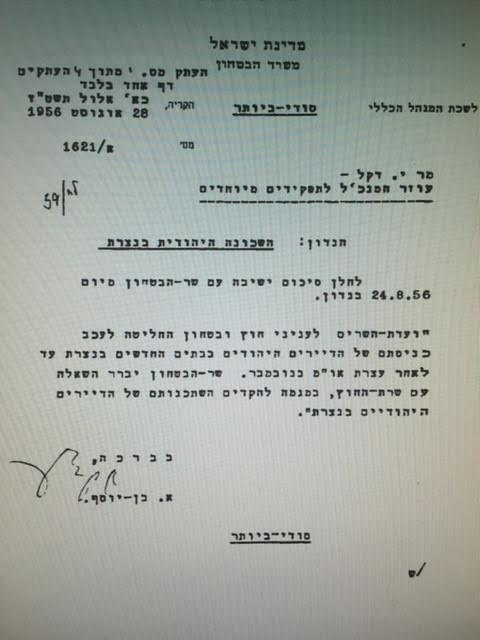 מדינת ישראל
משרד הבטחון
העתק מס. ' מתוך 4 העתקים
דף אחד בלבד
לשכת המנהל הכללי
סודי-ביותר
הקריה, כא' אלול תשט"ז
28 אוגוסט 1956
מס' א/1621
מר י. דקל -
עוזר המנכ"ל לתפקידים מיוחדים
הנדון: השכונה היהודית בנצרת
להלן סיכום ישיבה עם שר-הבטחון מיום
24.8.56 בנדון.
"ועדת-השרים לעניני חוץ ובטחון החליטה לעכב
כניסתם של הדיירים היהודים בבתים החדשים בנצרת עד
לאחר עצרת או"מ בנובמבר. שר-הבטחון יברר השאלה
עם שרת-החוץ, במגמה להקדים השתכנותם של הדיירים
היהודיים בנצרת".
בברכה,
א. בן-יוסף.
סודי-ביותר